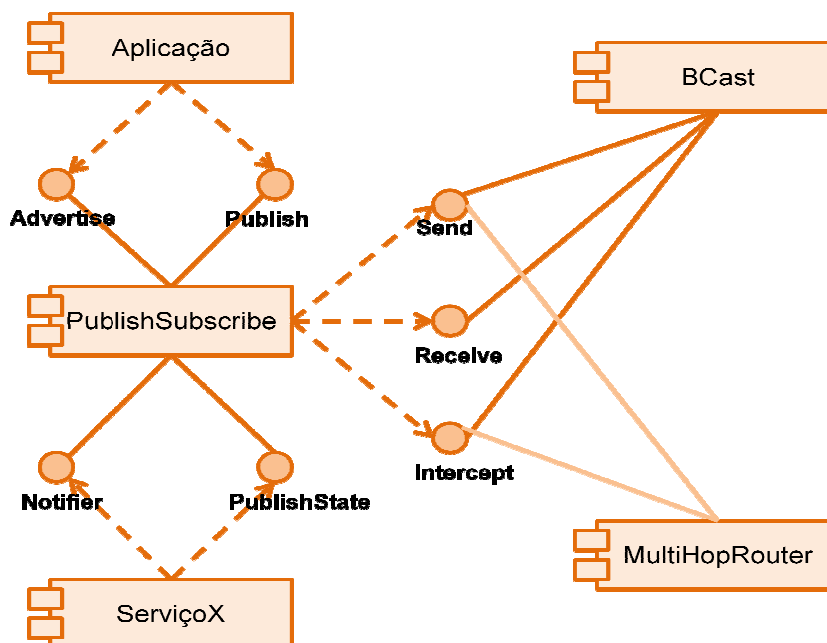 Aplicação
BCast
Advertise
Publish
Send
PublishSubscribe
Receive
Intercept
Notifier
PublishState
MultiHopRouter
ServiçoX